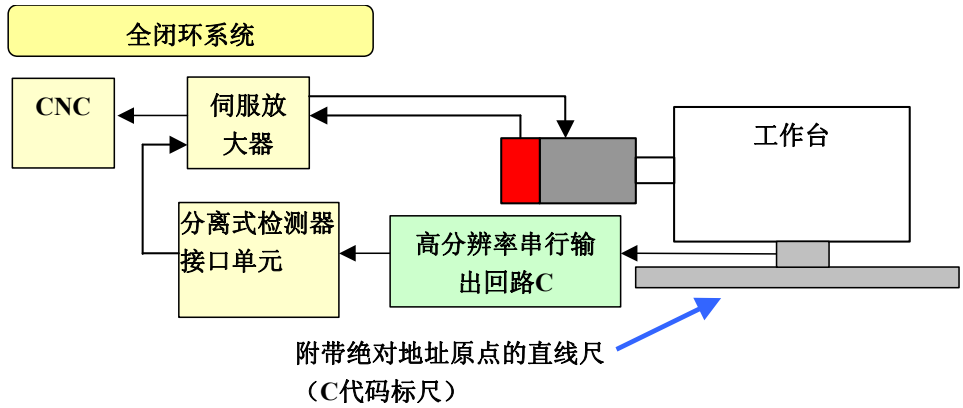 全闭环系统
CNC
伺服放
大器
工作台
分离式检测器
接口单元
高分辨率串行输
出回路C
附带绝对地址原点的直线尺
（C代码标尺）